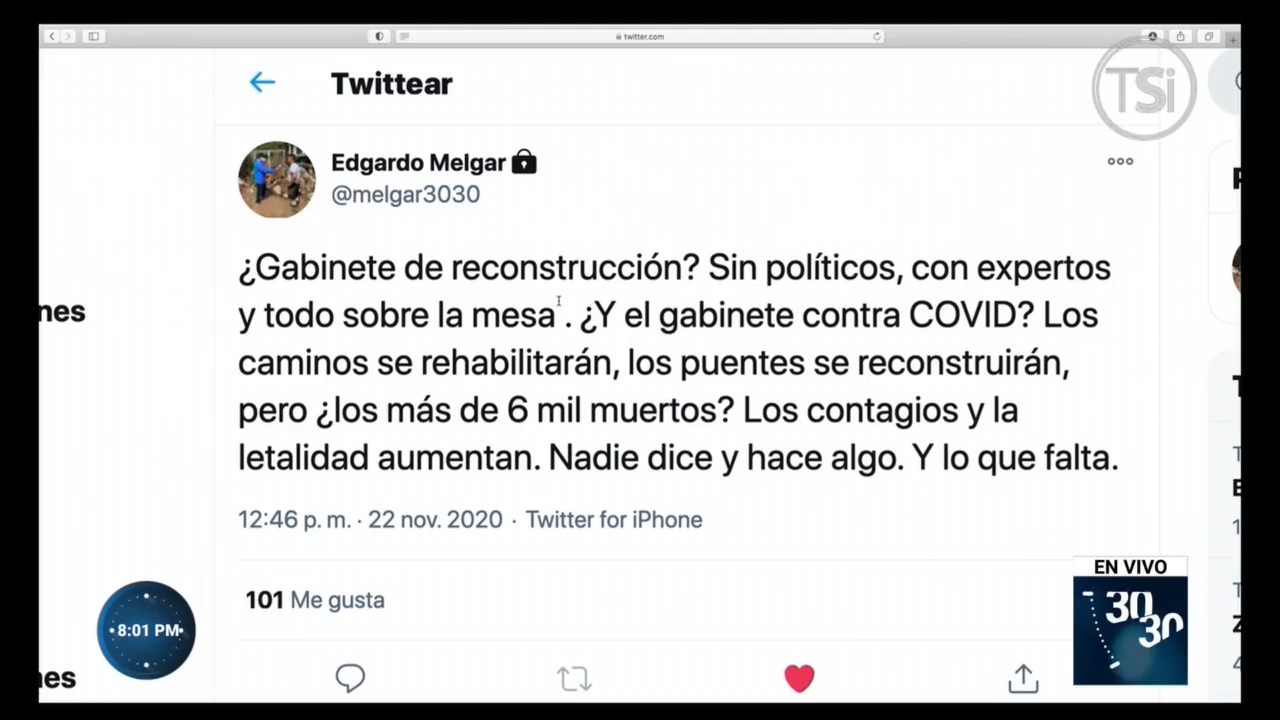 twitter.com
TSi
Twittear
Edgardo Melgar
@melgar3030
¿Gabinete de reconstrucción? Sin políticos, con expertos
y todo sobre la mesa . ¿Y el gabinete contra COVID? Los
caminos se rehabilitarán, los puentes se reconstruirán,
pero ¿los más de 6 mil muertos? Los contagios y la
letalidad aumentan. Nadie dice y hace algo. Y lo que falta.
12:46 p. m. · 22 nov. 2020 · Twitter for iPhone
101 Me gusta
nes
nes
8:01 PM
EN VIVO
30
30